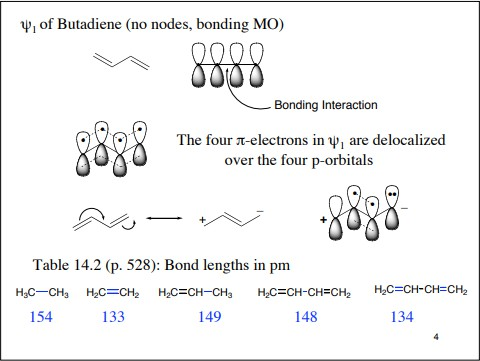 ψ₁ of Butadiene (no nodes, bonding MO)
Bonding Interaction
The four π-electrons in ψ₁ are delocalized
over the four p-orbitals
+ – + –
Table 14.2 (p. 528): Bond lengths in pm
H₃C—CH₃ H₂C=CH₂ H₂C=CH-CH₃ H₂C=CH-CH=CH₂ H₂C=CH-CH=CH₂
154 133 149 148 134
4